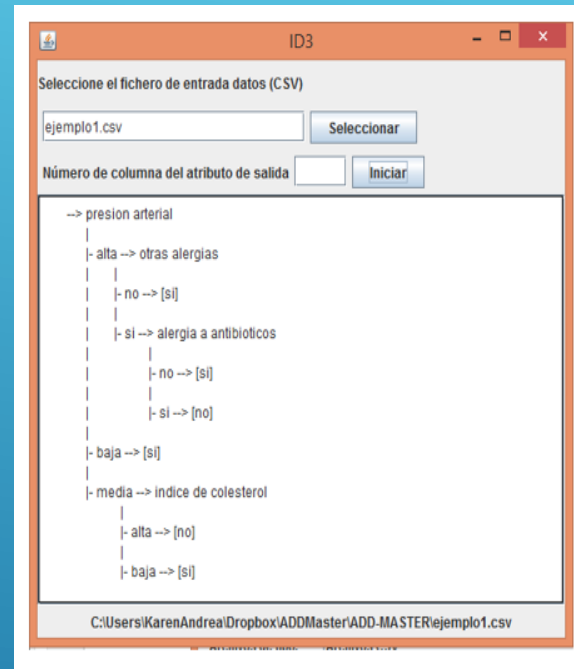 ID3
Seleccione el fichero de entrada datos (CSV)
ejemplo1.csv Seleccionar
Número de columna del atributo de salida Iniciar
--> presion arterial
|
|- alta --> otras alergias
| |
| |- no --> [si]
| |
| |- si --> alergia a antibioticos
| |
| |- no --> [si]
| |
| |- si --> [no]
|
|- baja --> [si]
|
|- media --> indice de colesterol
|
|- alta --> [no]
|
|- baja --> [si]
C:\Users\KarenAndrea\Dropbox\ADDMaster\ADD-MASTER\ejemplo1.csv